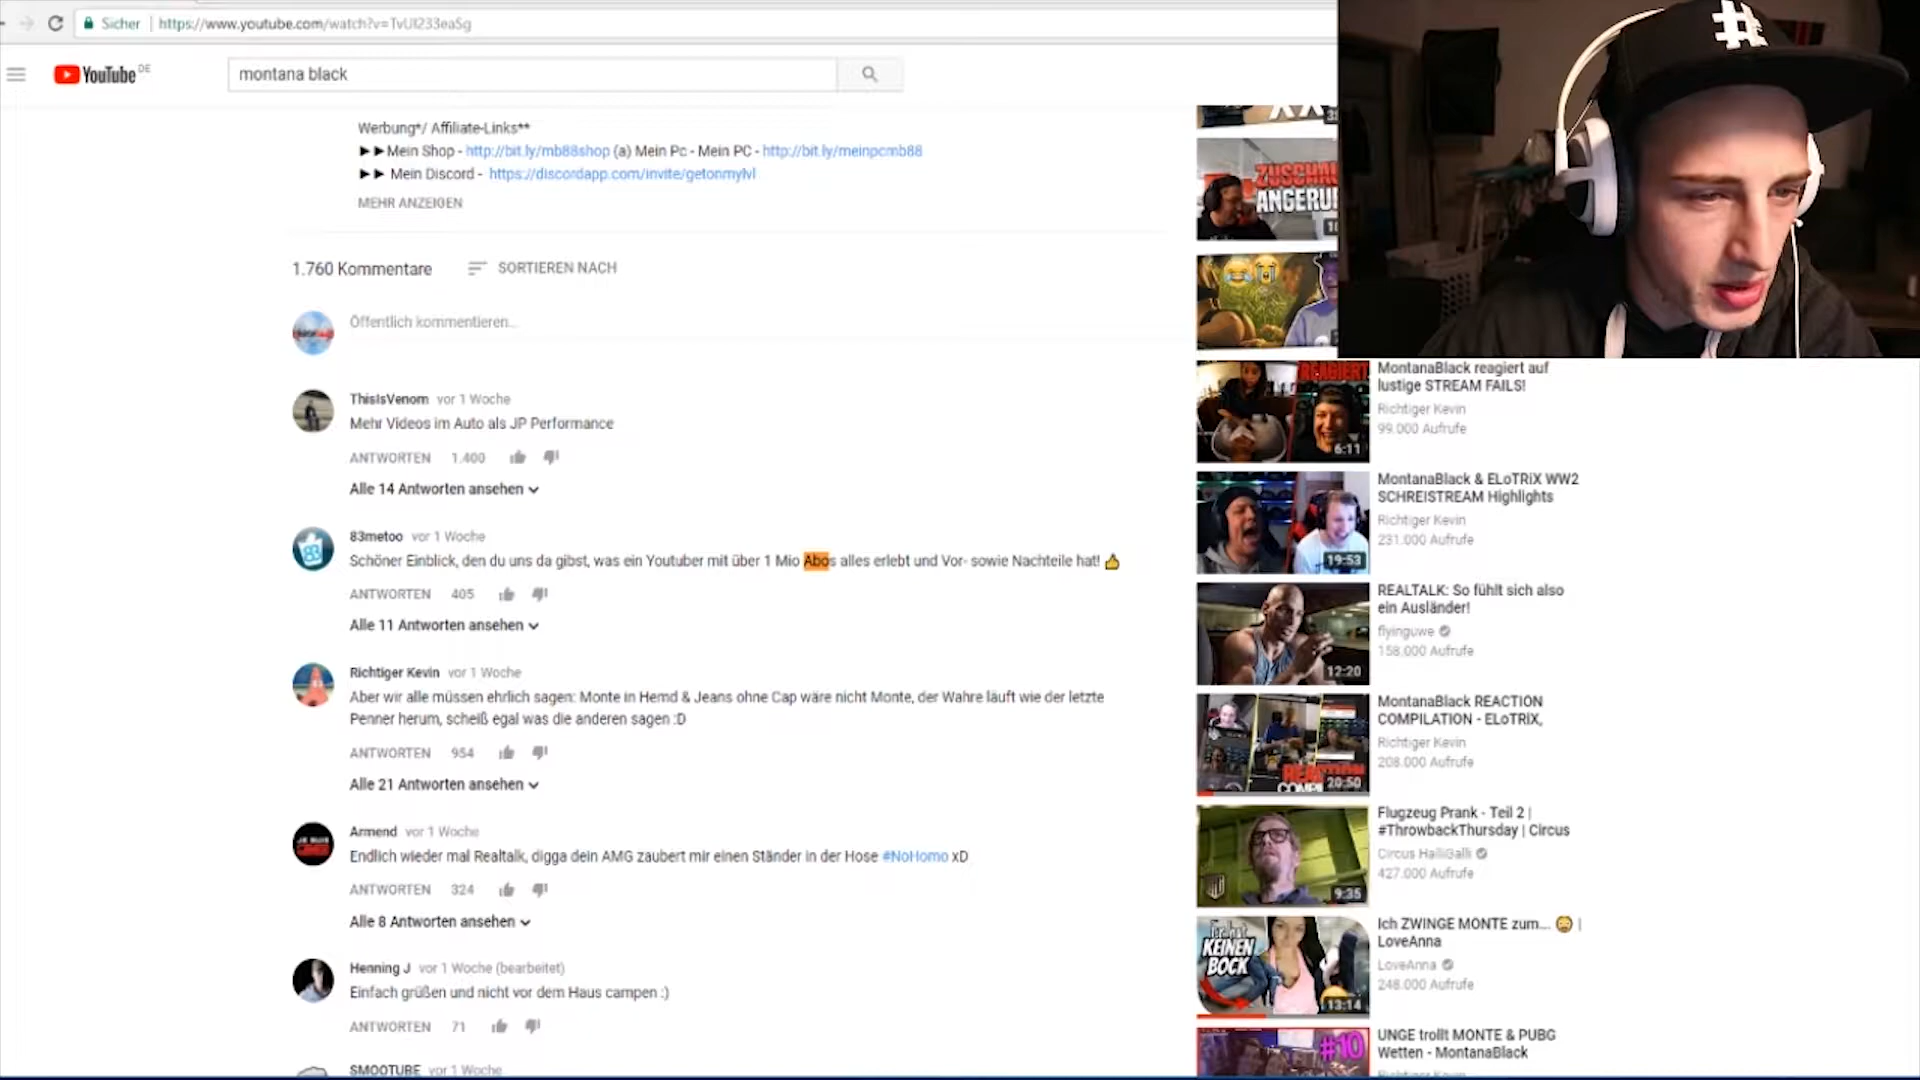 Sicher | https://www.youtube.com/watch?v=TvUI233eaSg
YouTube DE
montana black
Werbung*/ Affiliate-Links**
►►Mein Shop - http://bit.ly/mb88shop (a) Mein Pc - Mein PC - http://bit.ly/meinpcmb88
►► Mein Discord - https://discordapp.com/invite/getonmylvl
MEHR ANZEIGEN
1.760 Kommentare SORTIEREN NACH
Öffentlich kommentieren...
ThisIsVenom vor 1 Woche
Mehr Videos im Auto als JP Performance
ANTWORTEN 1.400
Alle 14 Antworten ansehen
83metoo vor 1 Woche
Schöner Einblick, den du uns da gibst, was ein Youtuber mit über 1 Mio Abos alles erlebt und Vor- sowie Nachteile hat! 👍
ANTWORTEN 405
Alle 11 Antworten ansehen
Richtiger Kevin vor 1 Woche
Aber wir alle müssen ehrlich sagen: Monte in Hemd & Jeans ohne Cap wäre nicht Monte, der Wahre läuft wie der letzte
Penner herum, scheiß egal was die anderen sagen :D
ANTWORTEN 954
Alle 21 Antworten ansehen
Armend vor 1 Woche
Endlich wieder mal Realtalk, digga dein AMG zaubert mir einen Ständer in der Hose #NoHomo xD
ANTWORTEN 324
Alle 8 Antworten ansehen
Henning J vor 1 Woche (bearbeitet)
Einfach grüßen und nicht vor dem Haus campen :)
ANTWORTEN 71
SMOOTUBE vor 1 Woche
ZUSCHAU
ANGERU
REAGIERT
6:11
MontanaBlack reagiert auf
lustige STREAM FAILS!
Richtiger Kevin
99.000 Aufrufe
19:53
MontanaBlack & ELoTRiX WW2
SCHREISTREAM Highlights
Richtiger Kevin
231.000 Aufrufe
12:20
REALTALK: So fühlt sich also
ein Ausländer!
flyinguwe
158.000 Aufrufe
REACTION
COMPIL
20:50
MontanaBlack REACTION
COMPILATION - ELoTRiX,
Richtiger Kevin
208.000 Aufrufe
9:35
Flugzeug Prank - Teil 2 |
#ThrowbackThursday | Circus
Circus HalliGalli
427.000 Aufrufe
KEINEN
BOCK
13:14
Ich ZWINGE MONTE zum... 😳 |
LoveAnna
LoveAnna
248.000 Aufrufe
#10
UNGE trollt MONTE & PUBG
Wetten - MontanaBlack
Richtiger Kevin
#